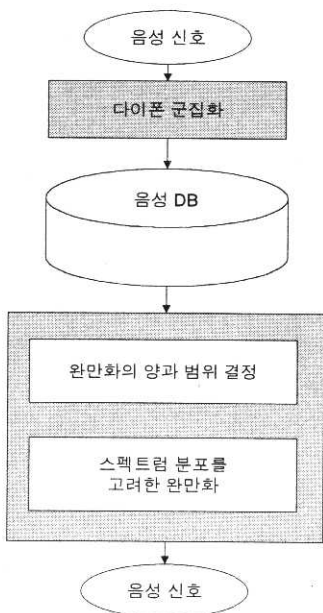 음성 신호
다이폰 군집화
음성 DB
완만화의 양과 범위 결정
스펙트럼 분포를
고려한 완만화
음성 신호